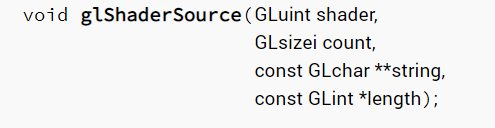 void glShaderSource(GLuint shader,
GLsizei count,
const GLchar **string,
const GLint *length);